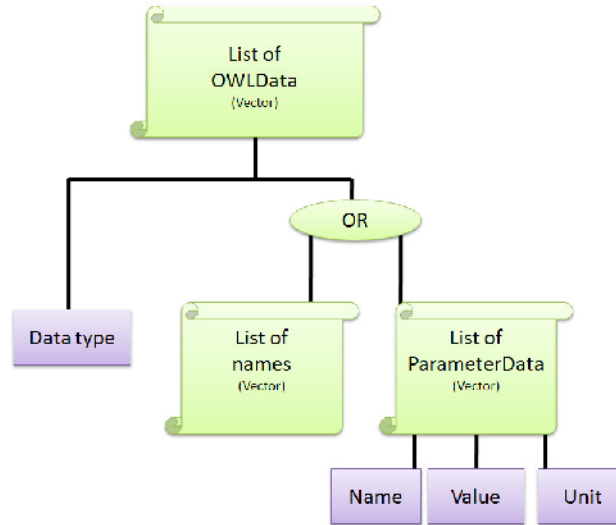 List of
OWLData
(Vector)
OR
Data type
List of
names
(Vector)
List of
ParameterData
(Vector)
Name
Value
Unit